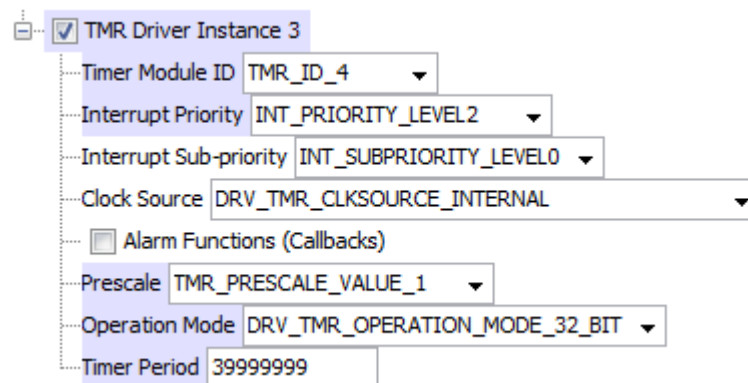 TMR Driver Instance 3
Timer Module ID TMR_ID_4
Interrupt Priority INT_PRIORITY_LEVEL2
Interrupt Sub-priority INT_SUBPRIORITY_LEVEL0
Clock Source DRV_TMR_CLKSOURCE_INTERNAL
Alarm Functions (Callbacks)
Prescale TMR_PRESCALE_VALUE_1
Operation Mode DRV_TMR_OPERATION_MODE_32_BIT
Timer Period 39999999